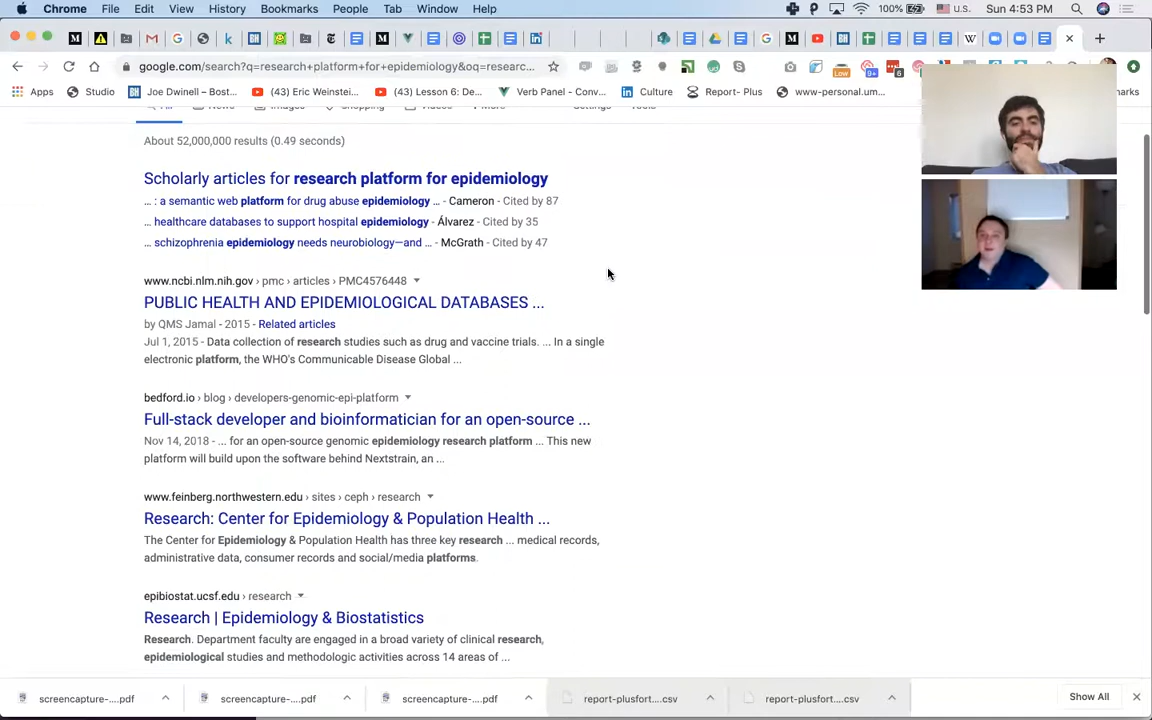 Chrome File Edit View History Bookmarks People Tab Window Help 100% U.S. Sun 4:53 PM
google.com/search?q=research+platform+for+epidemiology&oq=researc...
Low 9+ 6
Apps Studio Joe Dwinell – Bost... (43) Eric Weinstei... (43) Lesson 6: De... Verb Panel - Conv... Culture Report- Plus www-personal.um... marks
About 52,000,000 results (0.49 seconds)
Scholarly articles for research platform for epidemiology
... : a semantic web platform for drug abuse epidemiology ... - Cameron - Cited by 87
... healthcare databases to support hospital epidemiology - Álvarez - Cited by 35
... schizophrenia epidemiology needs neurobiology—and ... - McGrath - Cited by 47
www.ncbi.nlm.nih.gov › pmc › articles › PMC4576448
PUBLIC HEALTH AND EPIDEMIOLOGICAL DATABASES ...
by QMS Jamal - 2015 - Related articles
Jul 1, 2015 - Data collection of research studies such as drug and vaccine trials. ... In a single
electronic platform, the WHO's Communicable Disease Global ...
bedford.io › blog › developers-genomic-epi-platform
Full-stack developer and bioinformatician for an open-source ...
Nov 14, 2018 - ... for an open-source genomic epidemiology research platform ... This new
platform will build upon the software behind Nextstrain, an ...
www.feinberg.northwestern.edu › sites › ceph › research
Research: Center for Epidemiology & Population Health ...
The Center for Epidemiology & Population Health has three key research ... medical records,
administrative data, consumer records and social/media platforms.
epibiostat.ucsf.edu › research
Research | Epidemiology & Biostatistics
Research. Department faculty are engaged in a broad variety of clinical research,
epidemiological studies and methodologic activities across 14 areas of ...
screencapture-....pdf screencapture-....pdf screencapture-....pdf report-plusfort....csv report-plusfort....csv Show All